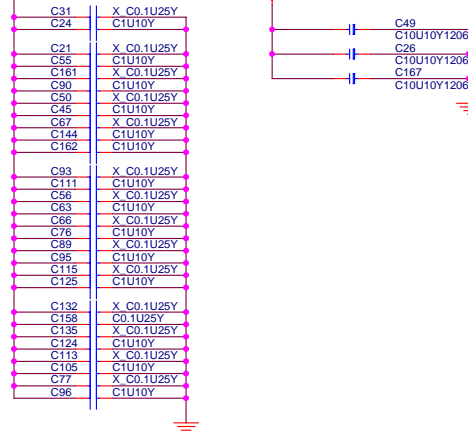 C31 X_C0.1U25Y
C24 C1U10Y
C21 X_C0.1U25Y
C55 C1U10Y
C161 X_C0.1U25Y
C90 C1U10Y
C50 X_C0.1U25Y
C45 C1U10Y
C67 X_C0.1U25Y
C144 C1U10Y
C162 C1U10Y
C93 X_C0.1U25Y
C111 C1U10Y
C56 X_C0.1U25Y
C63 C1U10Y
C66 X_C0.1U25Y
C76 C1U10Y
C89 X_C0.1U25Y
C95 C1U10Y
C115 X_C0.1U25Y
C125 C1U10Y
C132 X_C0.1U25Y
C158 C0.1U25Y
C135 X_C0.1U25Y
C124 C1U10Y
C113 X_C0.1U25Y
C105 C1U10Y
C77 X_C0.1U25Y
C96 C1U10Y
C49
C10U10Y1206
C26
C10U10Y1206
C167
C10U10Y1206